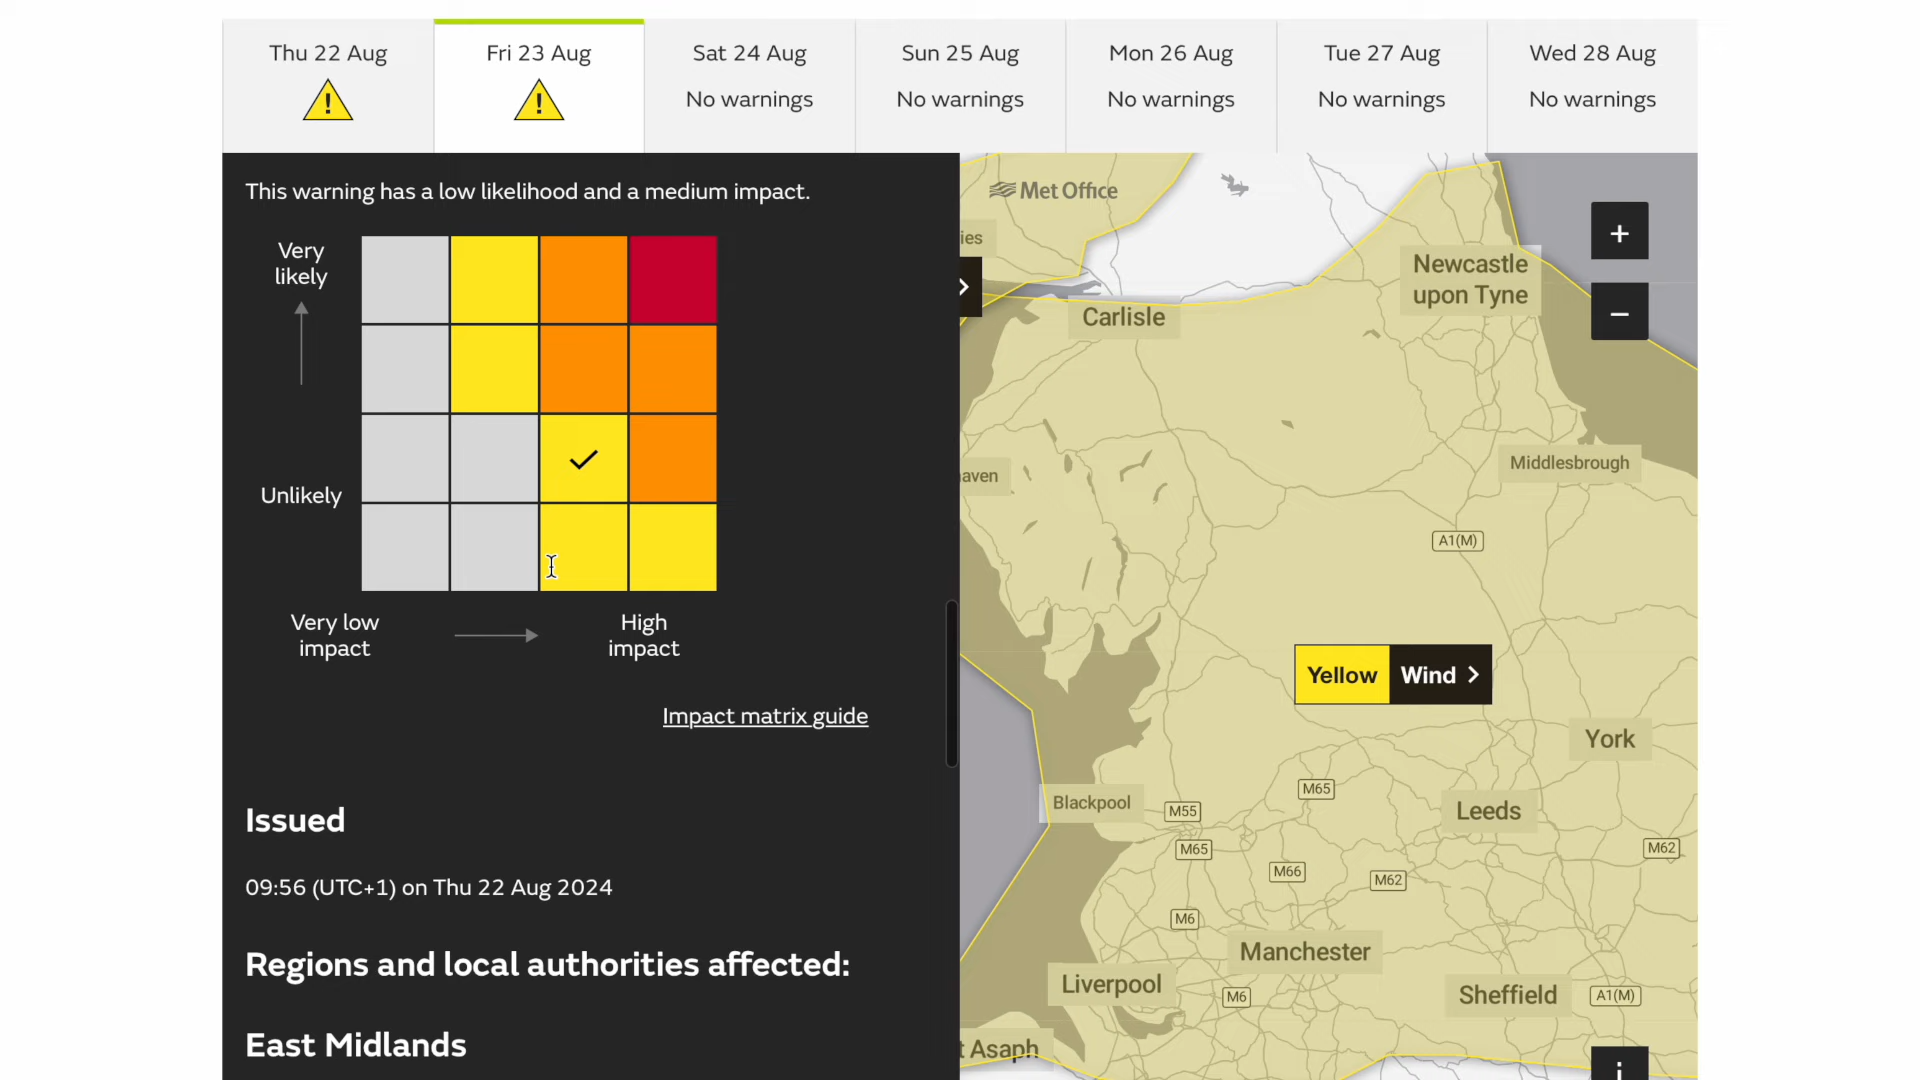 Thu 22 Aug
Fri 23 Aug
Sat 24 Aug
No warnings
Sun 25 Aug
No warnings
Mon 26 Aug
No warnings
Tue 27 Aug
No warnings
Wed 28 Aug
No warnings
This warning has a low likelihood and a medium impact.
Very
likely
Unlikely
Very low
impact
High
impact
Impact matrix guide
Issued
09:56 (UTC+1) on Thu 22 Aug 2024
Regions and local authorities affected:
East Midlands
Met Office
ies
+
−
Newcastle
upon Tyne
Carlisle
Middlesbrough
aven
A1(M)
Yellow Wind
York
M65
Blackpool
M55
Leeds
M65
M62
M66
M62
M6
Manchester
Liverpool
M6
Sheffield
A1(M)
t Asaph
i